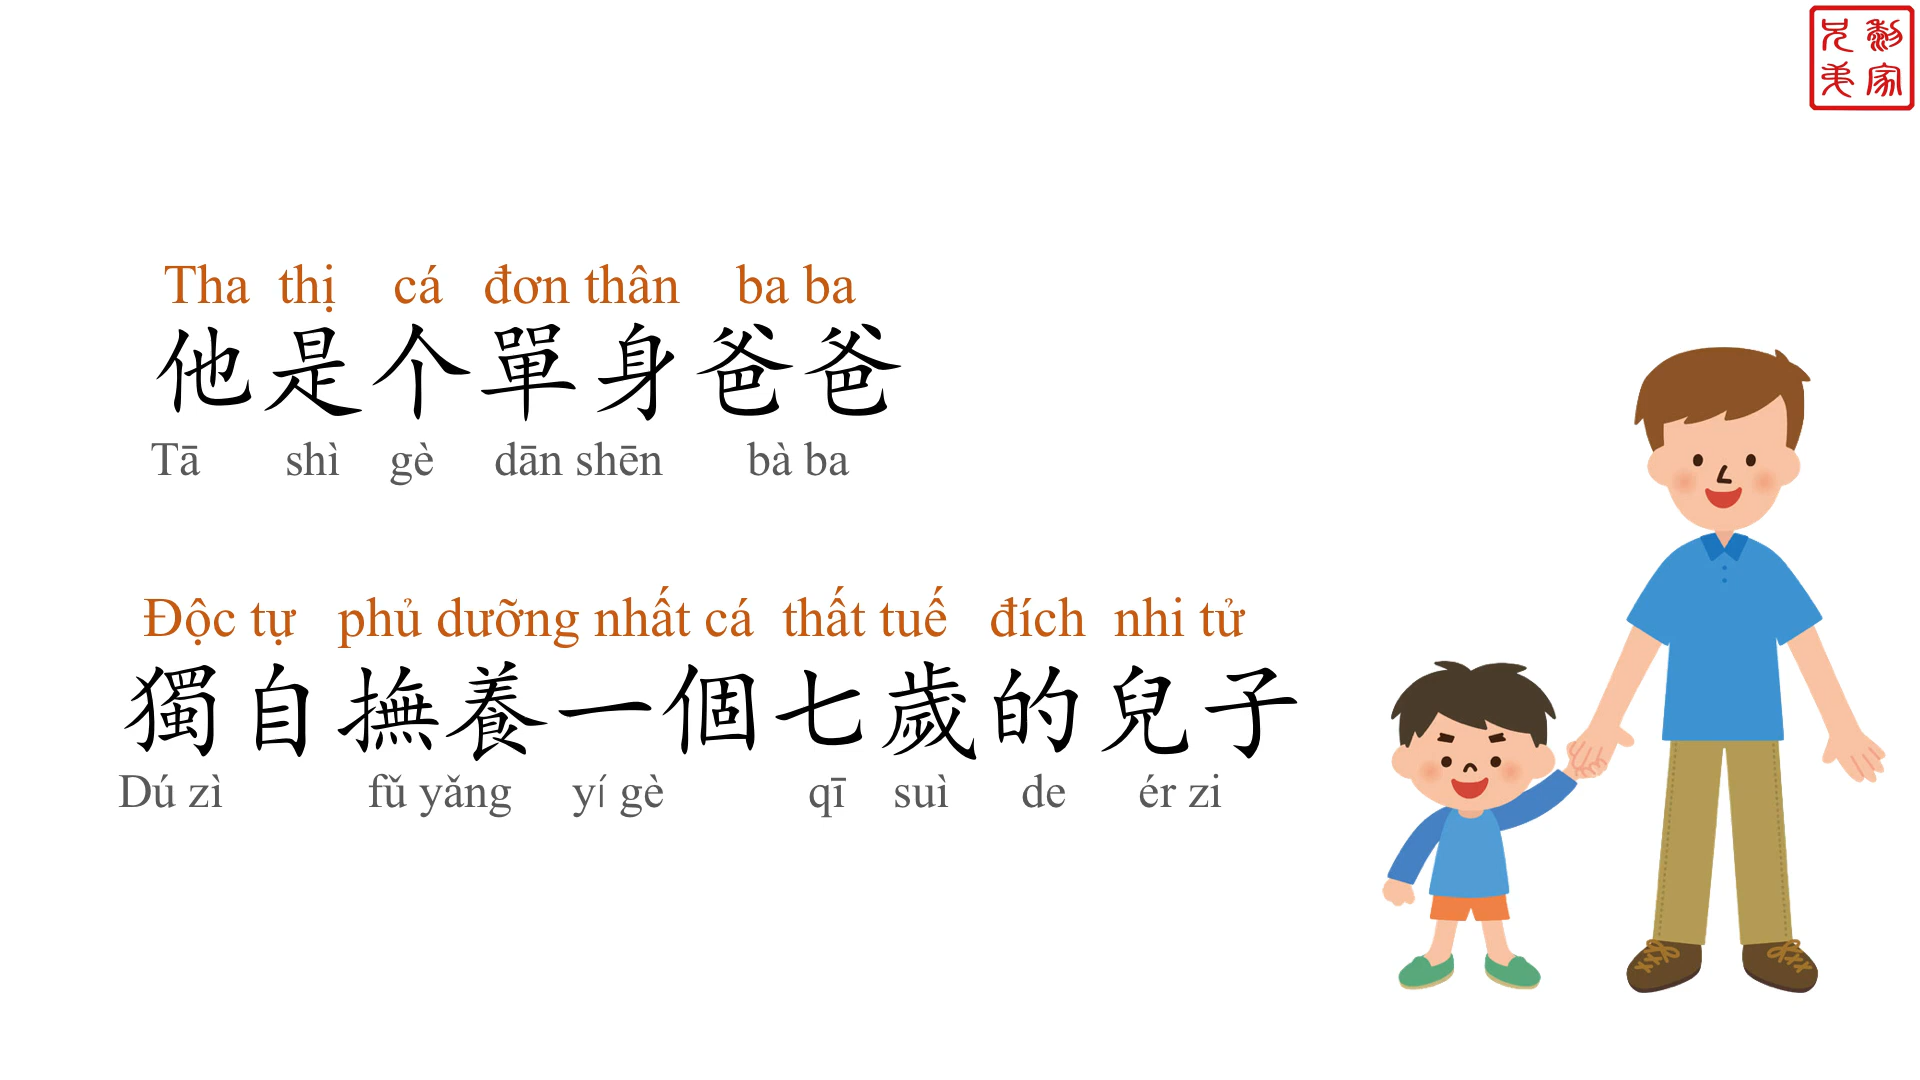 Tha thị cá đơn thân ba ba
他是个單身爸爸
Tā shì gè dān shēn bà ba
Độc tự phủ dưỡng nhất cá thất tuế đích nhi tử
獨自撫養一個七歲的兒子
Dú zì fǔ yǎng yí gè qī suì de ér zi